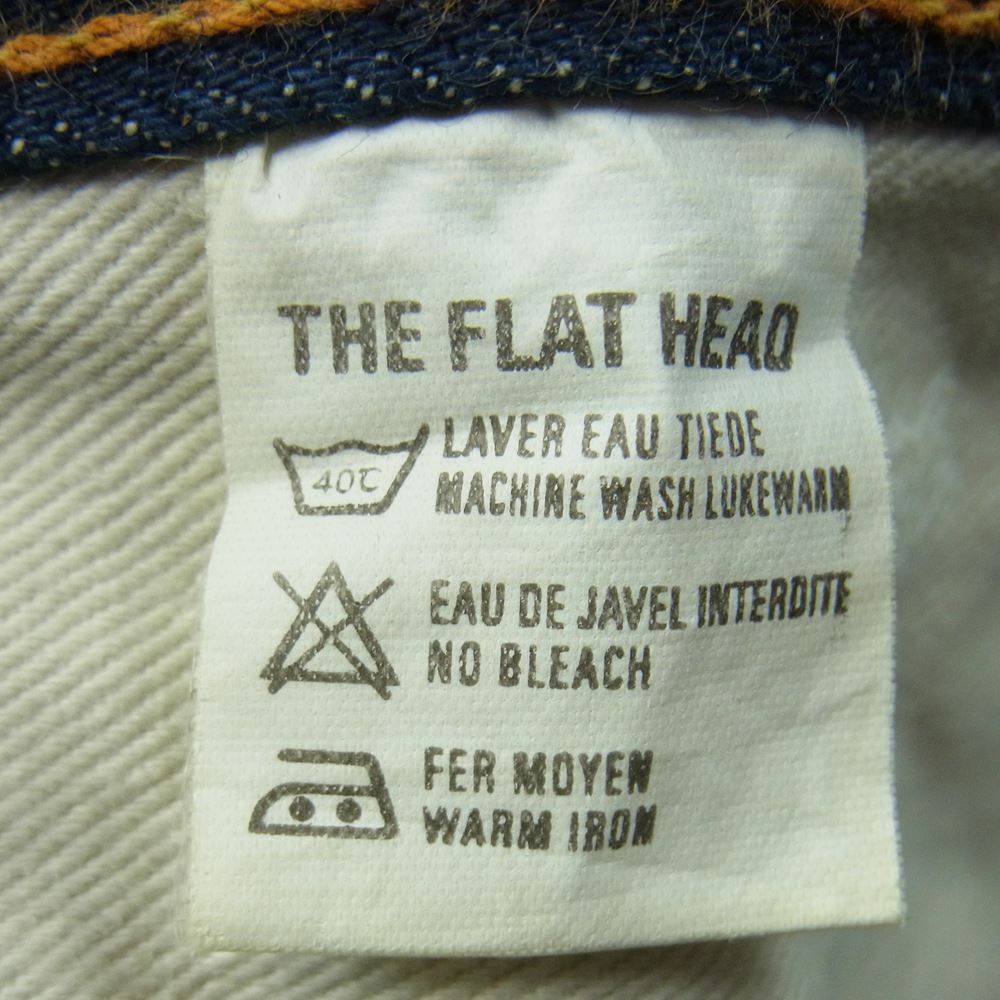 THE FLAT HEAD
LAVER EAU TIEDE
40℃
MACHINE WASH LUKEWARM
EAU DE JAVEL INTERDITE
NO BLEACH
FER MOYEN
WARM IRON